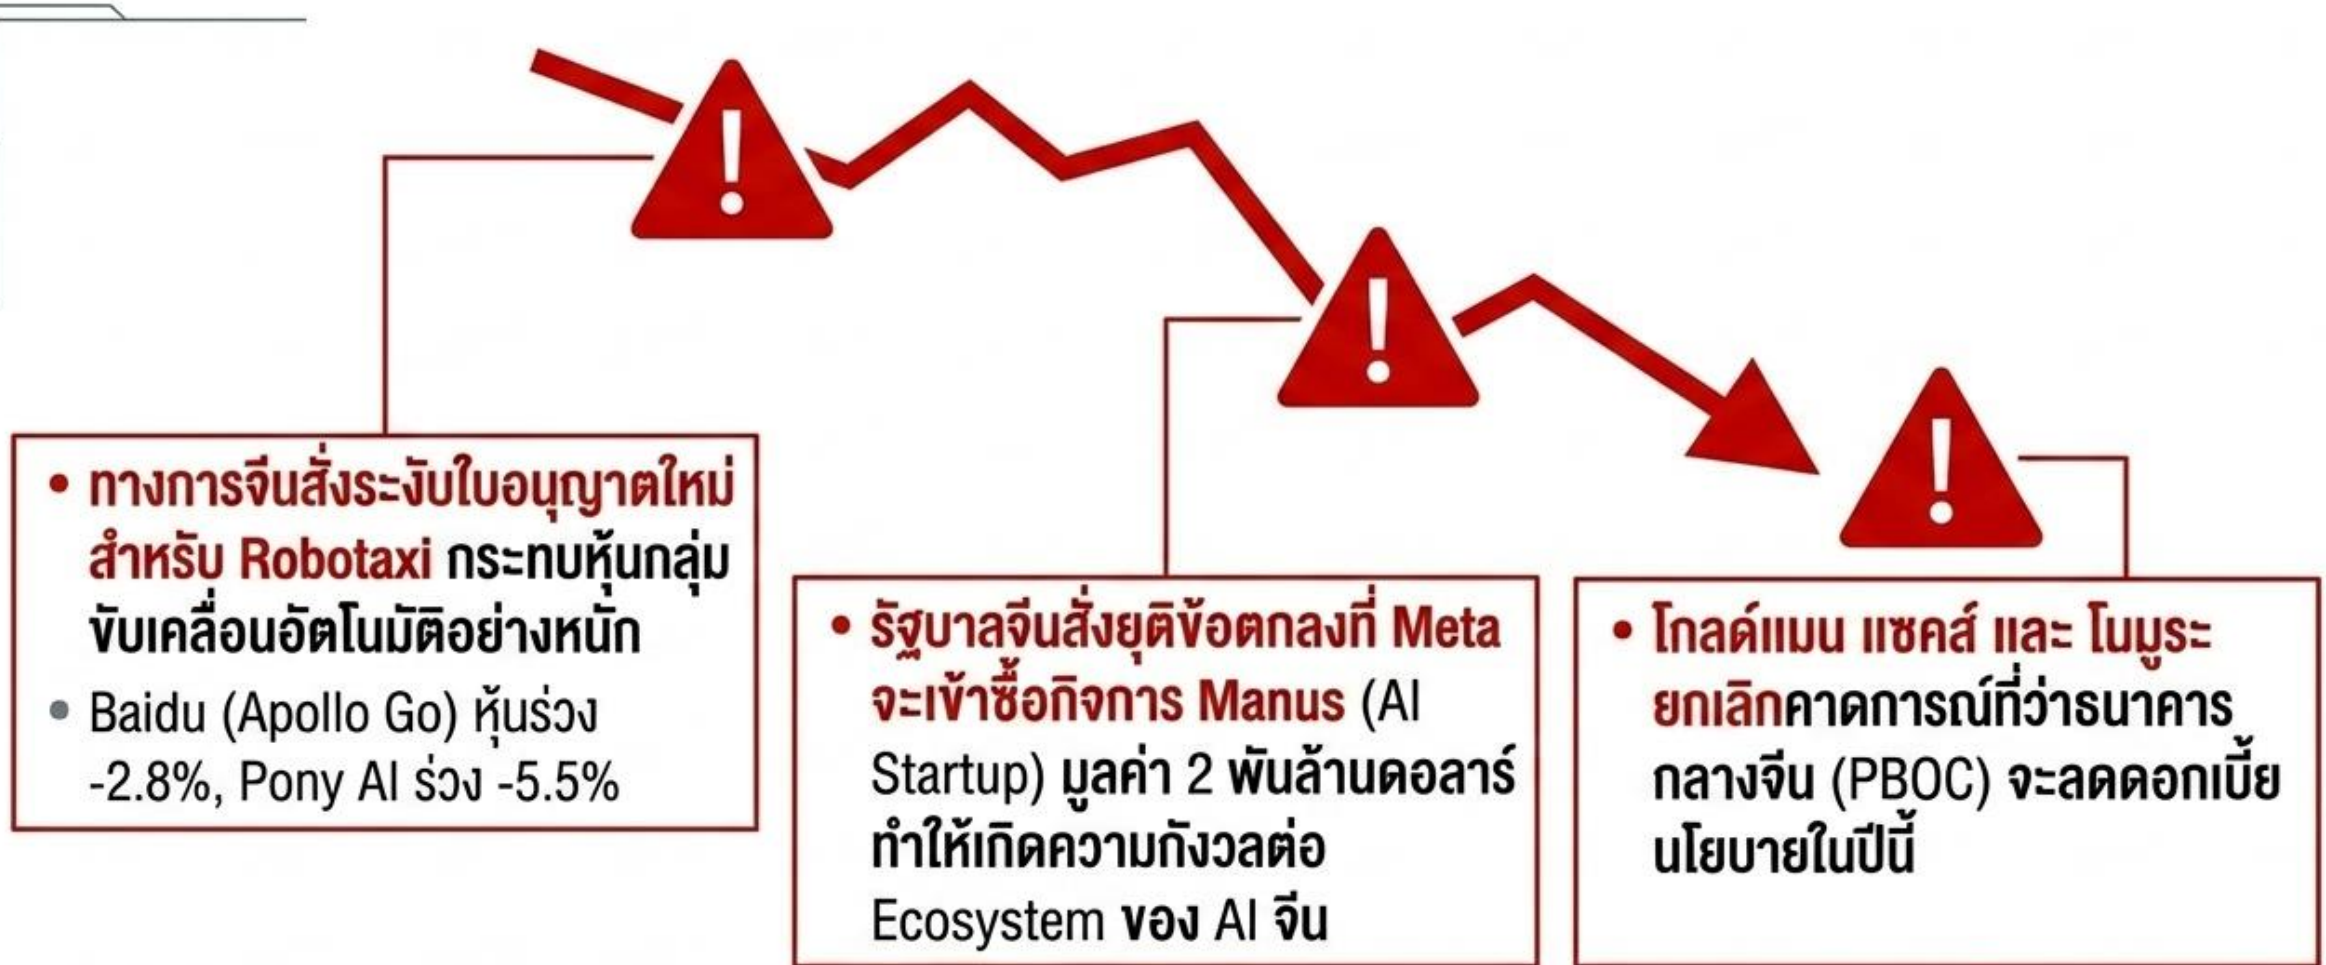 • ทางการจีนสั่งระงับใบอนุญาตใหม่
สำหรับ Robotaxi กระทบหุ้นกลุ่ม
ขับเคลื่อนอัตโนมัติอย่างหนัก
• Baidu (Apollo Go) หุ้นร่วง
-2.8%, Pony AI ร่วง -5.5%
• รัฐบาลจีนสั่งยุติข้อตกลงที่ Meta
จะเข้าซื้อกิจการ Manus (AI
Startup) มูลค่า 2 พันล้านดอลาร์
ทำให้เกิดความกังวลต่อ
Ecosystem ของ AI จีน
• โกลด์แมน แซคส์ และ โนมูระ
ยกเลิกคาดการณ์ที่ว่าธนาคาร
กลางจีน (PBOC) จะลดดอกเบี้ย
นโยบายในปีนี้